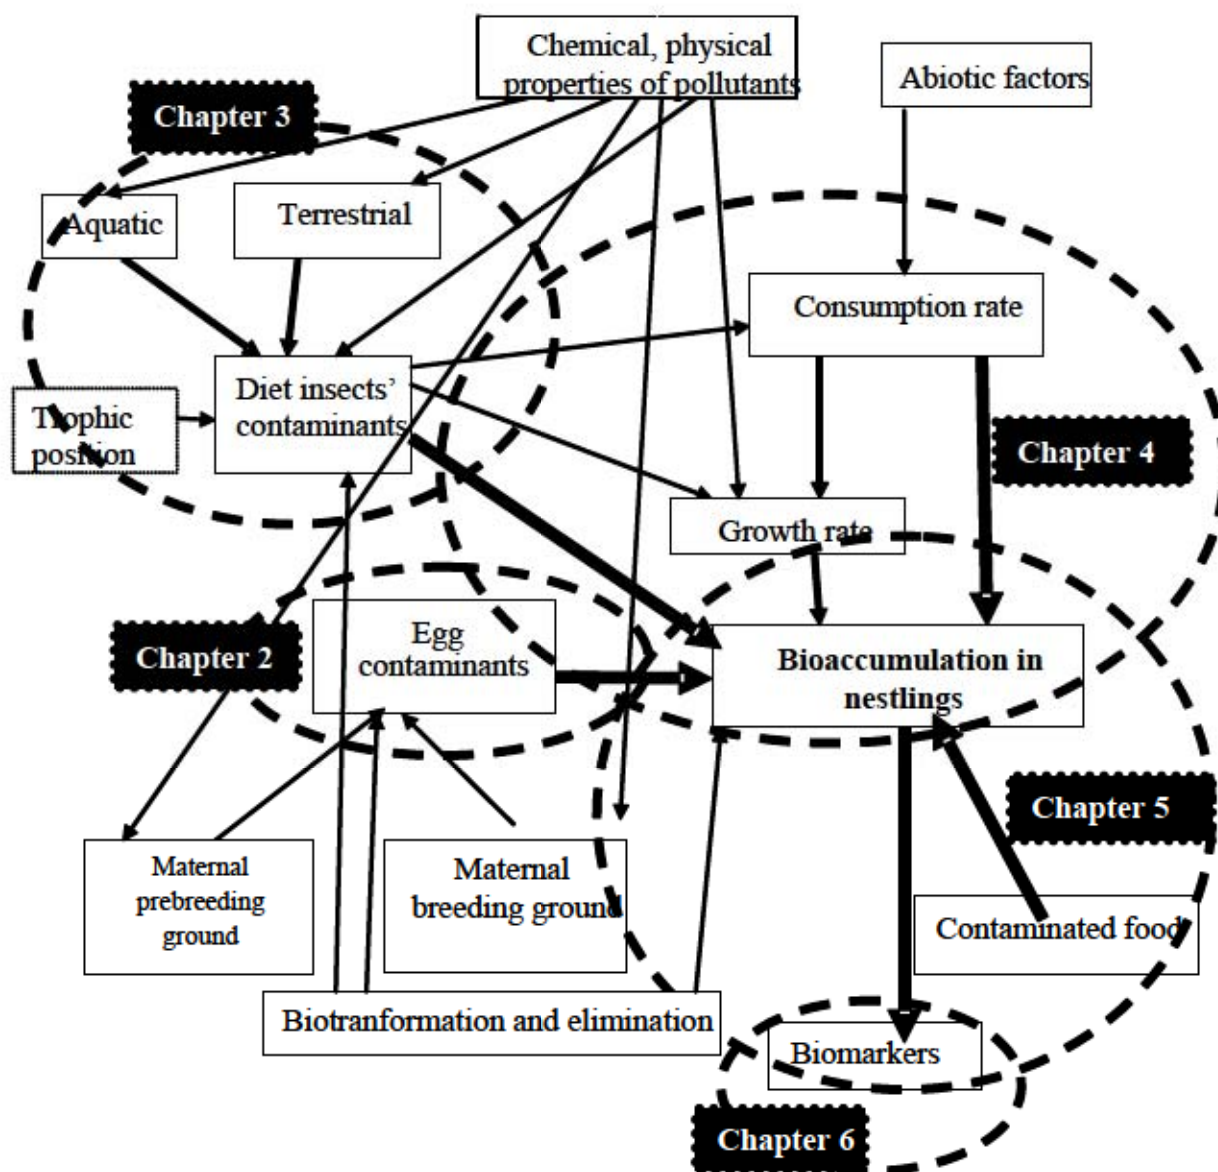 Chemical, physical
properties of pollutants
Abiotic factors
Chapter 3
Aquatic
Terrestrial
Consumption rate
Diet insects’
contaminants
Trophic
position
Chapter 4
Growth rate
Egg
contaminants
Chapter 2
Bioaccumulation in
nestlings
Chapter 5
Maternal
prebreeding
ground
Maternal
breeding ground
Contaminated food
Biotranformation and elimination
Biomarkers
Chapter 6